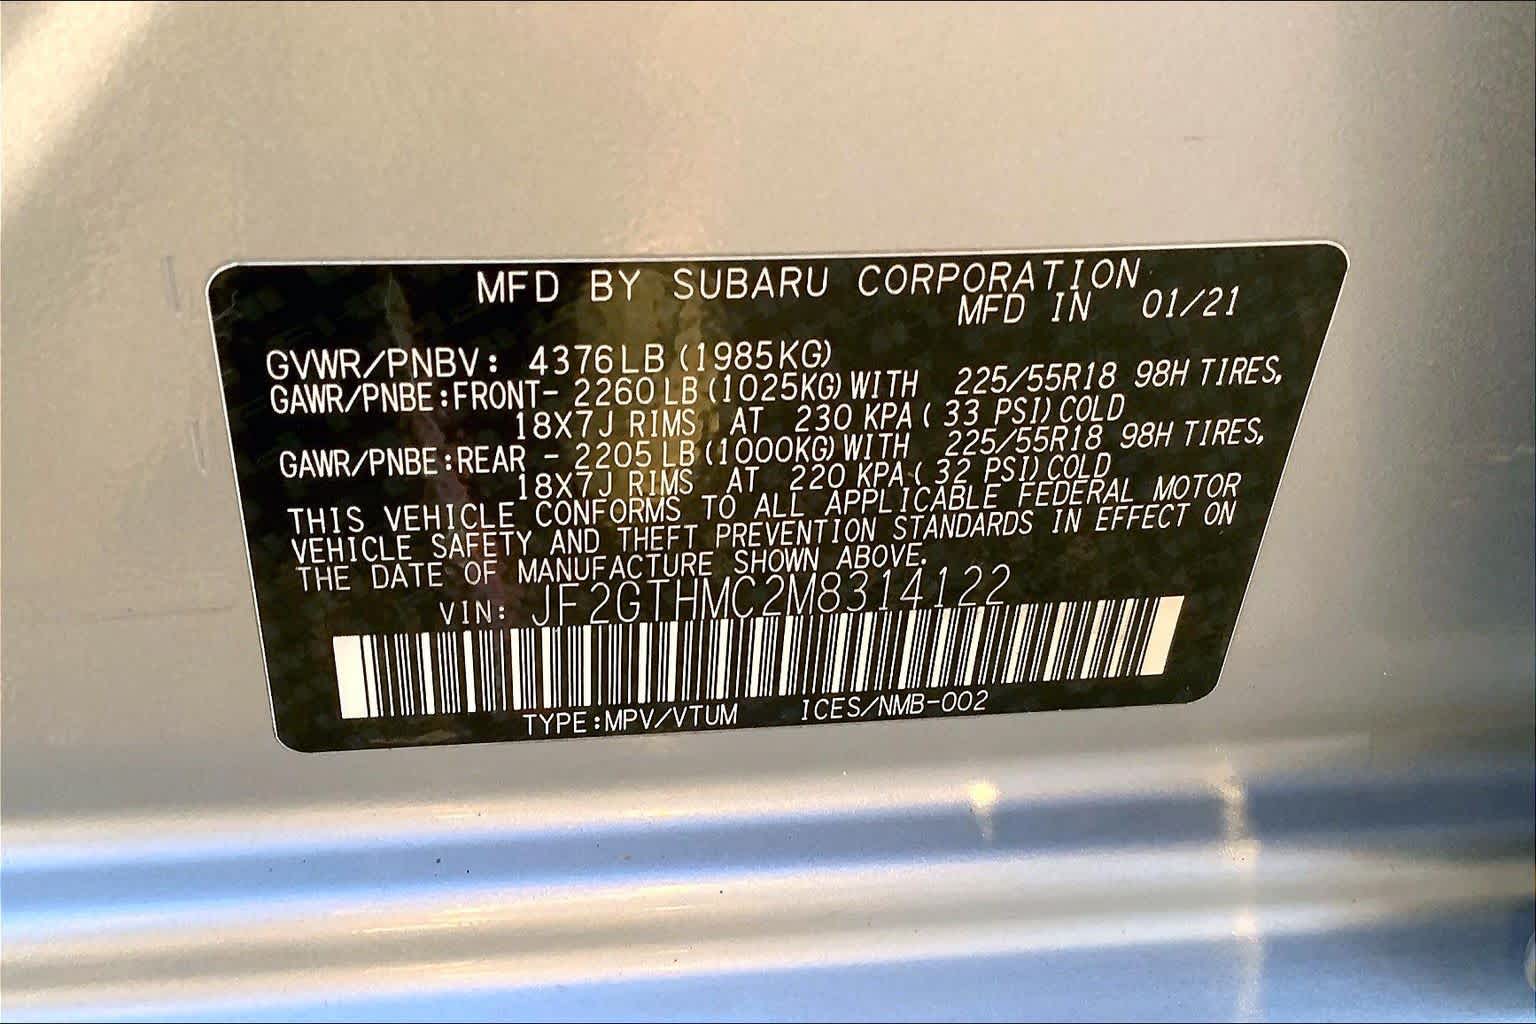 MFD BY SUBARU CORPORATION
MFD IN 01/21
GVWR/PNBV: 4376LB (1985KG)
GAWR/PNBE:FRONT- 2260 LB (1025KG) WITH 225/55R18 98H TIRES,
18X7J RIMS AT 230 KPA ( 33 PSI) COLD
GAWR/PNBE:REAR - 2205 LB (1000KG) WITH 225/55R18 98H TIRES,
18X7J RIMS AT 220 KPA ( 32 PSI) COLD
THIS VEHICLE CONFORMS TO ALL APPLICABLE FEDERAL MOTOR
VEHICLE SAFETY AND THEFT PREVENTION STANDARDS IN EFFECT ON
THE DATE OF MANUFACTURE SHOWN ABOVE.
VIN: JF2GTHMC2M8314122
TYPE:MPV/VTUM ICES/NMB-002